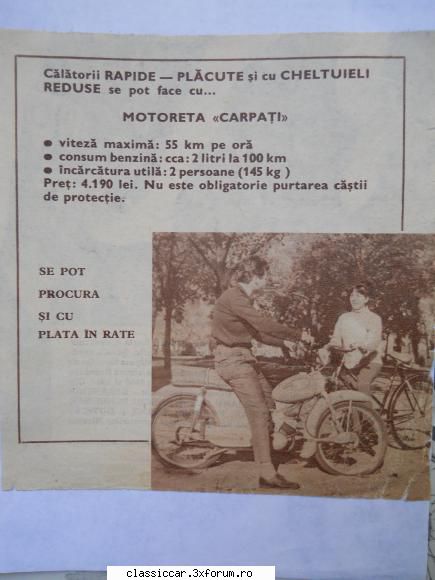 Călătorii RAPIDE — PLĂCUTE și cu CHELTUIELI
REDUSE se pot face cu...
MOTORETA «CARPAȚI»
● viteză maximă: 55 km pe oră
● consum benzină: cca: 2 litri la 100 km
● încărcătura utilă: 2 persoane (145 kg )
Preț: 4.190 lei. Nu este obligatorie purtarea căștii
de protecție.
SE POT
PROCURA
ȘI CU
PLATA ÎN RATE
classiccar.3xforum.ro